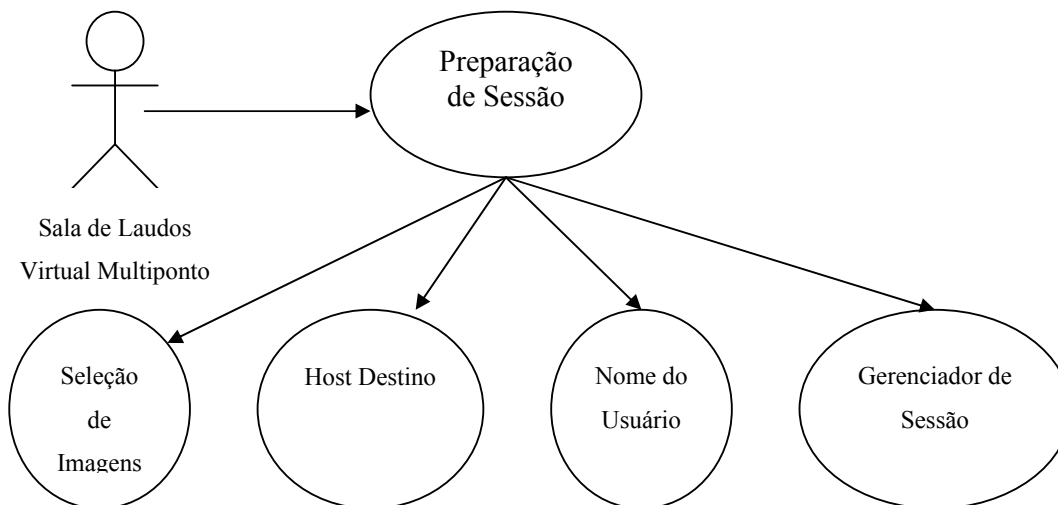 Preparação
de Sessão
Sala de Laudos
Virtual Multiponto
Seleção
de
Imagens
Host Destino
Nome do
Usuário
Gerenciador de
Sessão